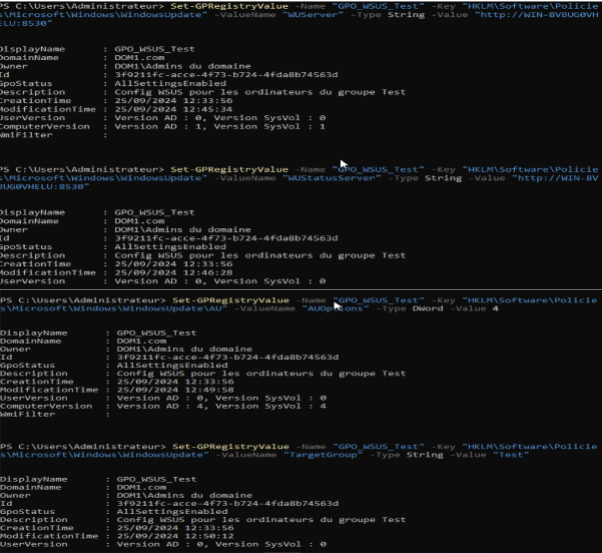 PS C:\Users\Administrateur> Set-GPRegistryValue -Name "GPO_WSUS_Test" -Key "HKLM\Software\Policie
s\Microsoft\Windows\WindowsUpdate" -ValueName "WUServer" -Type String -Value "http://WIN-8VBUG0VH
ELU:8530"
DisplayName : GPO_WSUS_Test
DomainName : DOM1.com
Owner : DOM1\Admins du domaine
Id : 3f9211fc-acce-4f73-b724-4fda8b74563d
GpoStatus : AllSettingsEnabled
Description : Config WSUS pour les ordinateurs du groupe Test
CreationTime : 25/09/2024 12:33:56
ModificationTime : 25/09/2024 12:45:34
UserVersion : Version AD : 0, Version SysVol : 0
ComputerVersion : Version AD : 1, Version SysVol : 1
WmiFilter :
PS C:\Users\Administrateur> Set-GPRegistryValue -Name "GPO_WSUS_Test" -Key "HKLM\Software\Policie
s\Microsoft\Windows\WindowsUpdate" -ValueName "WUStatusServer" -Type String -Value "http://WIN-8V
BUG0VHELU:8530"
DisplayName : GPO_WSUS_Test
DomainName : DOM1.com
Owner : DOM1\Admins du domaine
Id : 3f9211fc-acce-4f73-b724-4fda8b74563d
GpoStatus : AllSettingsEnabled
Description : Config WSUS pour les ordinateurs du groupe Test
CreationTime : 25/09/2024 12:33:56
ModificationTime : 25/09/2024 12:46:28
UserVersion : Version AD : 0, Version SysVol : 0
PS C:\Users\Administrateur> Set-GPRegistryValue -Name "GPO_WSUS_Test" -Key "HKLM\Software\Policie
s\Microsoft\Windows\WindowsUpdate\AU" -ValueName "AUOptions" -Type DWord -Value 4
DisplayName : GPO_WSUS_Test
DomainName : DOM1.com
Owner : DOM1\Admins du domaine
Id : 3f9211fc-acce-4f73-b724-4fda8b74563d
GpoStatus : AllSettingsEnabled
Description : Config WSUS pour les ordinateurs du groupe Test
CreationTime : 25/09/2024 12:33:56
ModificationTime : 25/09/2024 12:49:58
UserVersion : Version AD : 0, Version SysVol : 0
ComputerVersion : Version AD : 4, Version SysVol : 4
WmiFilter :
PS C:\Users\Administrateur> Set-GPRegistryValue -Name "GPO_WSUS_Test" -Key "HKLM\Software\Policie
s\Microsoft\Windows\WindowsUpdate" -ValueName "TargetGroup" -Type String -Value "Test"
DisplayName : GPO_WSUS_Test
DomainName : DOM1.com
Owner : DOM1\Admins du domaine
Id : 3f9211fc-acce-4f73-b724-4fda8b74563d
GpoStatus : AllSettingsEnabled
Description : Config WSUS pour les ordinateurs du groupe Test
CreationTime : 25/09/2024 12:33:56
ModificationTime : 25/09/2024 12:50:12
UserVersion : Version AD : 0, Version SysVol : 0